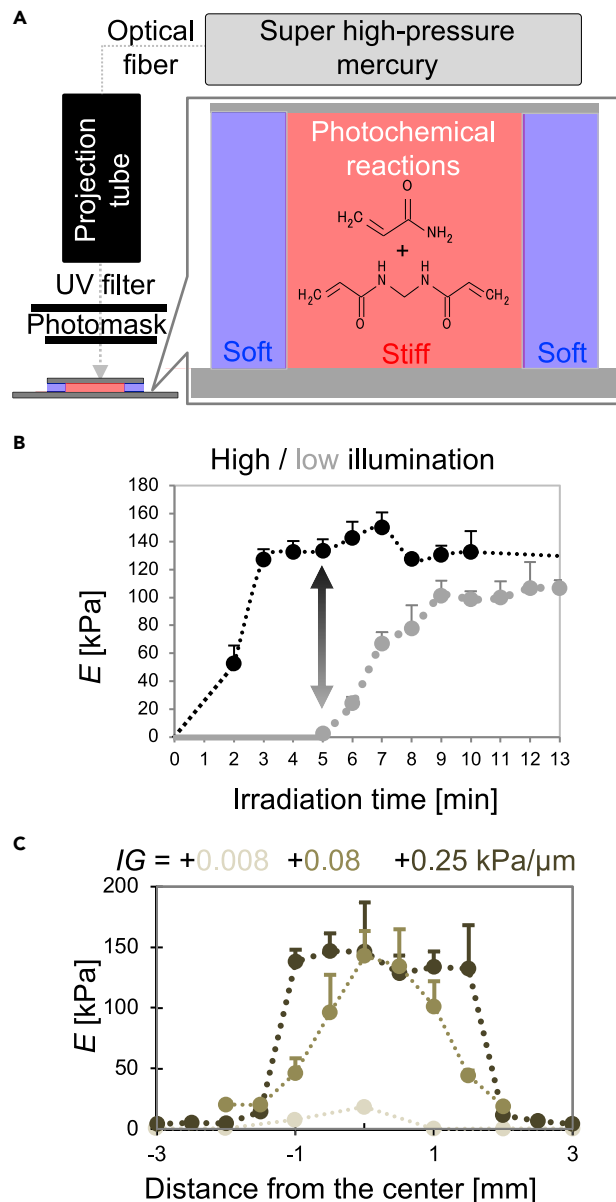 A
Optical
fiber
Super high-pressure
mercury
Projection
tube
UV filter
Photomask
Photochemical
reactions
O
H₂C
NH₂
+
H H
N N
H₂C
CH₂
O O
Soft
Stiff
Soft
B
High / low illumination
E [kPa]
180
160
140
120
100
80
60
40
20
0
0 1 2 3 4 5 6 7 8 9 10 11 12 13
Irradiation time [min]
C
IG = +0.008 +0.08 +0.25 kPa/µm
E [kPa]
200
150
100
50
0
-3 -1 1 3
Distance from the center [mm]